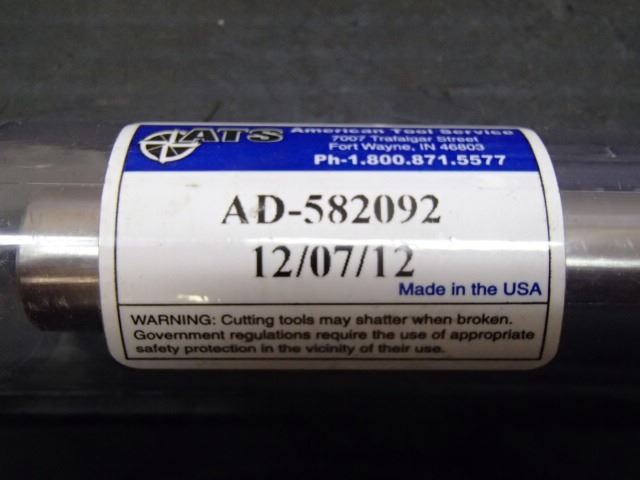 ATS American Tool Service
7007 Trafalgar Street
Fort Wayne, IN 46803
Ph-1.800.871.5577
AD-582092
12/07/12
Made in the USA
WARNING: Cutting tools may shatter when broken.
Government regulations require the use of appropriate
safety protection in the vicinity of their use.